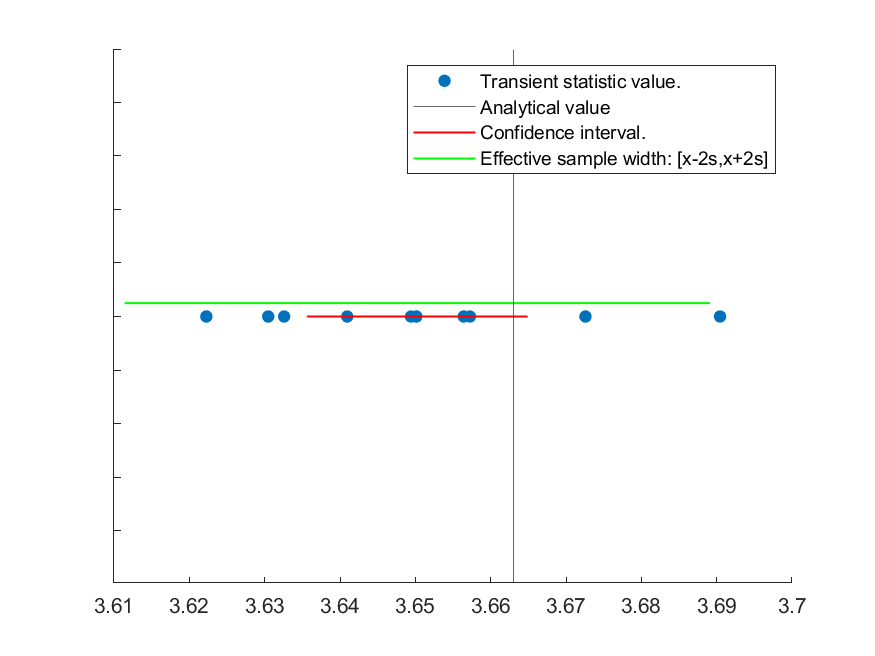 Transient statistic value.
Analytical value
Confidence interval.
Effective sample width: [x-2s,x+2s]
3.61 3.62 3.63 3.64 3.65 3.66 3.67 3.68 3.69 3.7